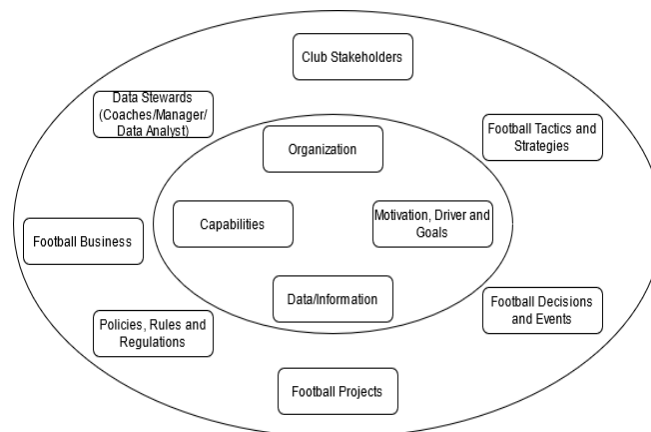 Club Stakeholders
Data Stewards
(Coaches/Manager/
Data Analyst)
Football Tactics and
Strategies
Organization
Capabilities
Motivation, Driver and
Goals
Football Business
Data/Information
Football Decisions
and Events
Policies, Rules and
Regulations
Football Projects